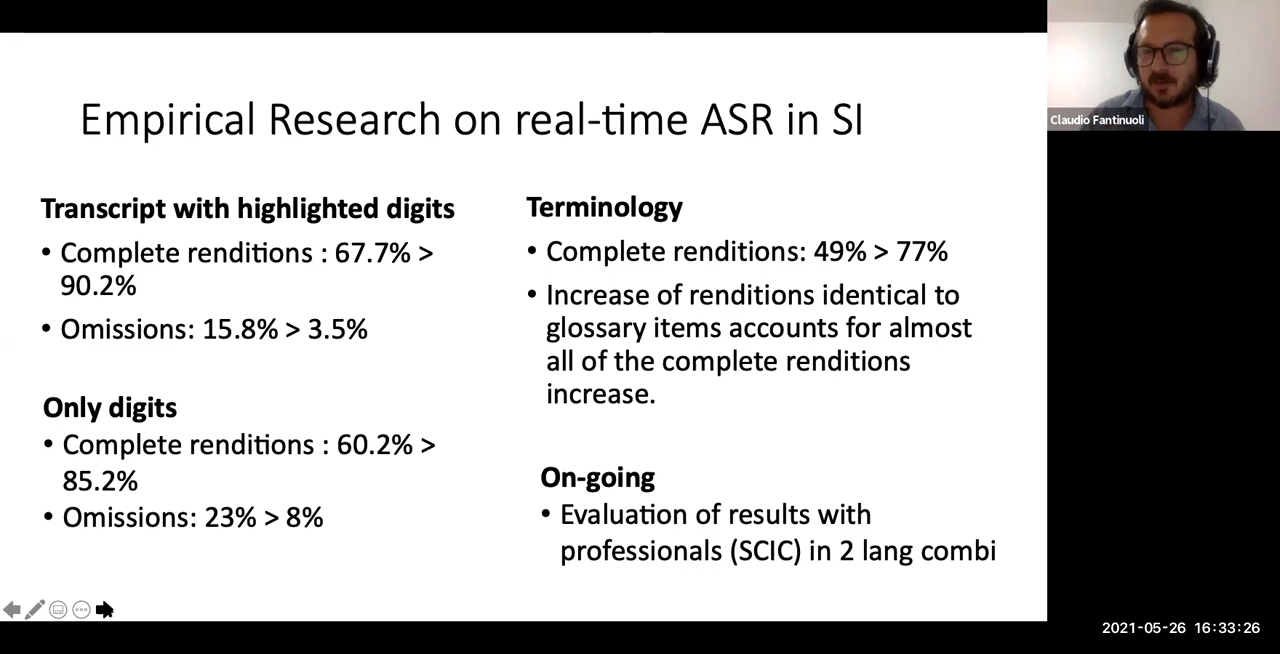 Empirical Research on real-time ASR in SI
Transcript with highlighted digits
• Complete renditions : 67.7% >
90.2%
• Omissions: 15.8% > 3.5%
Only digits
• Complete renditions : 60.2% >
85.2%
• Omissions: 23% > 8%
Terminology
• Complete renditions: 49% > 77%
• Increase of renditions identical to
glossary items accounts for almost
all of the complete renditions
increase.
On-going
• Evaluation of results with
professionals (SCIC) in 2 lang combi
Claudio Fantinuoli
2021-05-26 16:33:26